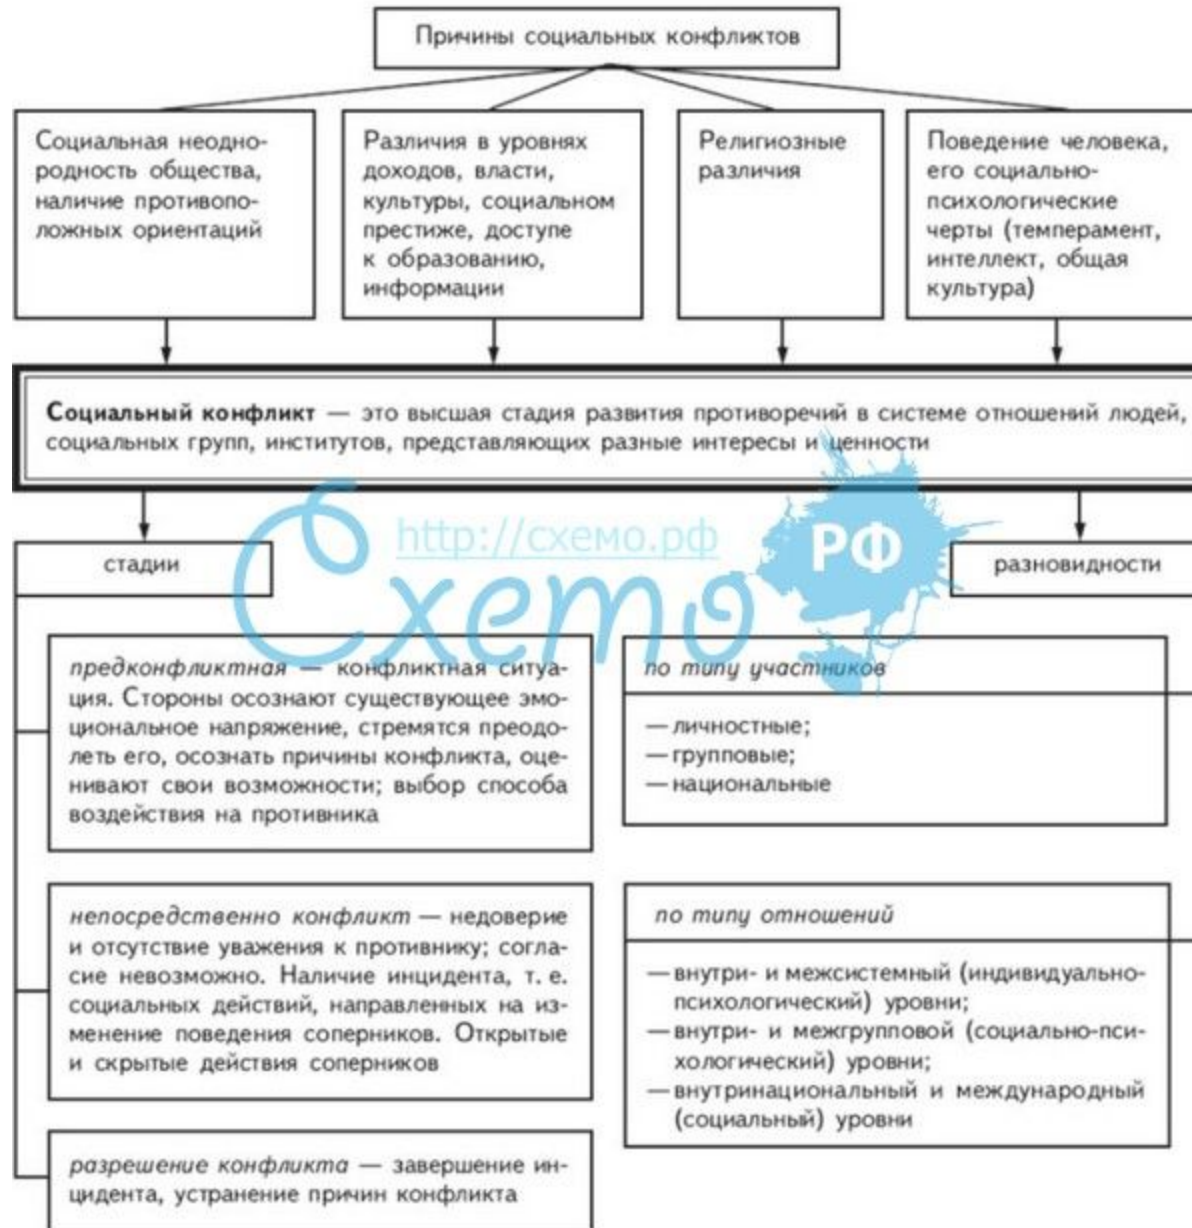 Причины социальных конфликтов
Социальная неодно-
родность общества,
наличие противопо-
ложных ориентаций
Различия в уровнях
доходов, власти,
культуры, социальном
престиже, доступе
к образованию,
информации
Религиозные
различия
Поведение человека,
его социально-
психологические
черты (темперамент,
интеллект, общая
культура)
Социальный конфликт — это высшая стадия развития противоречий в системе отношений людей,
социальных групп, институтов, представляющих разные интересы и ценности
http://схемо.рф
Схемо
РФ
стадии
предконфликтная — конфликтная ситуа-
ция. Стороны осознают существующее эмо-
циональное напряжение, стремятся преодо-
леть его, осознать причины конфликта, оце-
нивают свои возможности; выбор способа
воздействия на противника
непосредственно конфликт — недоверие
и отсутствие уважения к противнику; согла-
сие невозможно. Наличие инцидента, т. е.
социальных действий, направленных на из-
менение поведения соперников. Открытые
и скрытые действия соперников
разрешение конфликта — завершение ин-
цидента, устранение причин конфликта
разновидности
по типу участников
— личностные;
— групповые;
— национальные
по типу отношений
— внутри- и межсистемный (индивидуально-
психологический) уровни;
— внутри- и межгрупповой (социально-пси-
хологический) уровни;
— внутринациональный и международный
(социальный) уровни